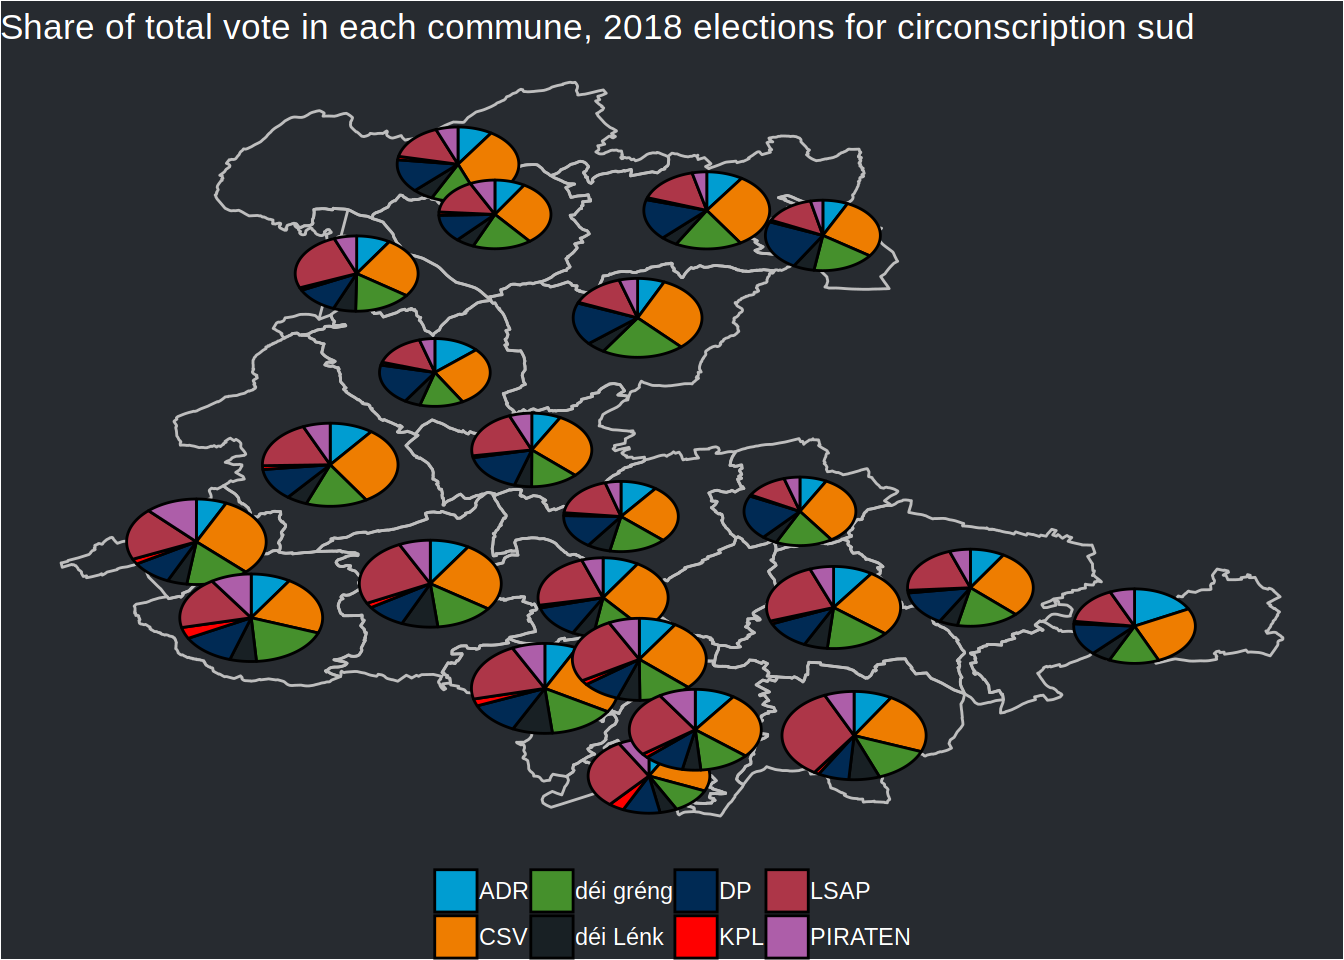 Share of total vote in each commune, 2018 elections for circonscription sud
ADR déi gréng DP LSAP
CSV déi Lénk KPL PIRATEN